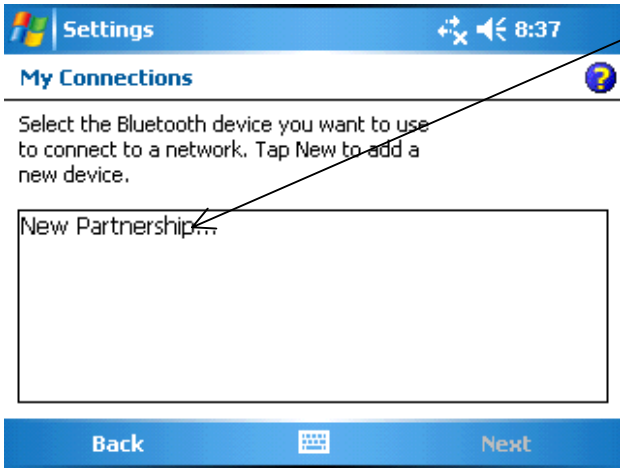 Settings 8:37
My Connections
Select the Bluetooth device you want to use
to connect to a network. Tap New to add a
new device.
New Partnership...
Back Next